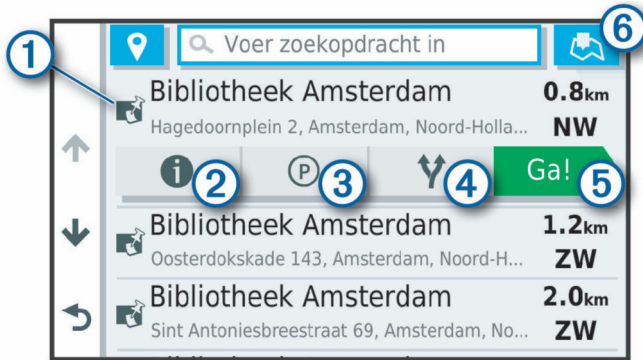 1
6
Voer zoekopdracht in
Bibliotheek Amsterdam 0.8km
Hagedoornplein 2, Amsterdam, Noord-Holla... NW
i 2 P 3 4 Ga! 5
Bibliotheek Amsterdam 1.2km
Oosterdokskade 143, Amsterdam, Noord-H... ZW
Bibliotheek Amsterdam 2.0km
Sint Antoniesbreestraat 69, Amsterdam, No... ZW